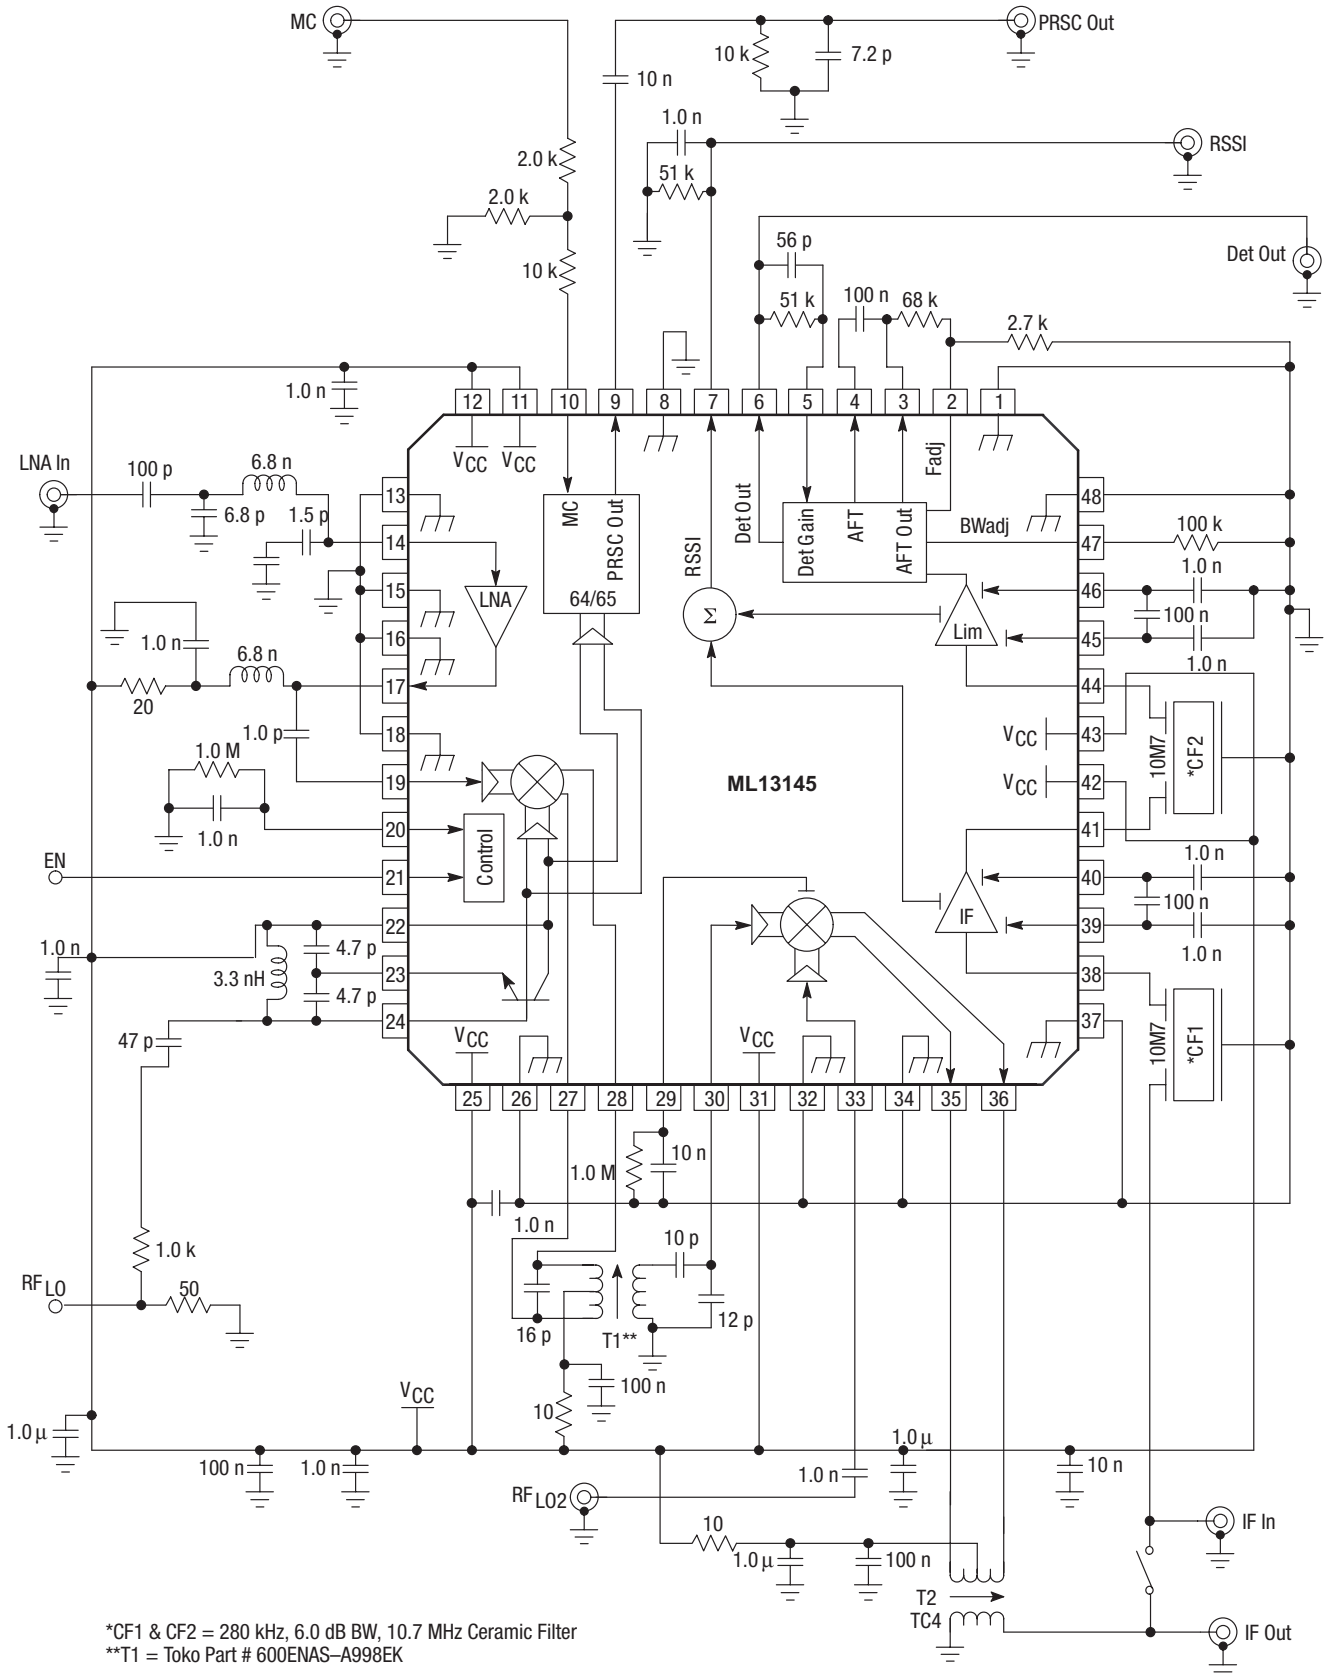 MC
PRSC Out
10 k
7.2 p
10 n
1.0 n
RSSI
2.0 k
51 k
2.0 k
56 p
Det Out
10 k
51 k
100 n
68 k
2.7 k
1.0 n
12
11
10
9
8
7
6
5
4
3
2
1
VCC
VCC
LNA In
100 p
6.8 n
13
MC
PRSC Out
Det Out
Det Gain
AFT
AFT Out
Fadj
48
6.8 p
1.5 p
14
RSSI
BWadj
47
100 k
15
LNA
64/65
46
1.0 n
Σ
Lim
100 n
1.0 n
6.8 n
16
45
1.0 n
20
17
44
1.0 p
18
VCC
43
10M7
*CF2
1.0 M
19
ML13145
VCC
42
1.0 n
20
Control
41
EN
21
40
1.0 n
IF
100 n
1.0 n
22
4.7 p
39
1.0 n
3.3 nH
23
38
4.7 p
47 p
24
VCC
VCC
37
10M7
*CF1
25
26
27
28
29
30
31
32
33
34
35
36
1.0 M
10 n
1.0 n
1.0 k
10 p
RFLO
50
16 p
T1**
12 p
100 n
VCC
10
1.0 µ
100 n
1.0 n
1.0 n
1.0 µ
10 n
RFLO2
10
IF In
1.0 µ
100 n
T2
TC4
IF Out
*CF1 & CF2 = 280 kHz, 6.0 dB BW, 10.7 MHz Ceramic Filter
**T1 = Toko Part # 600ENAS–A998EK